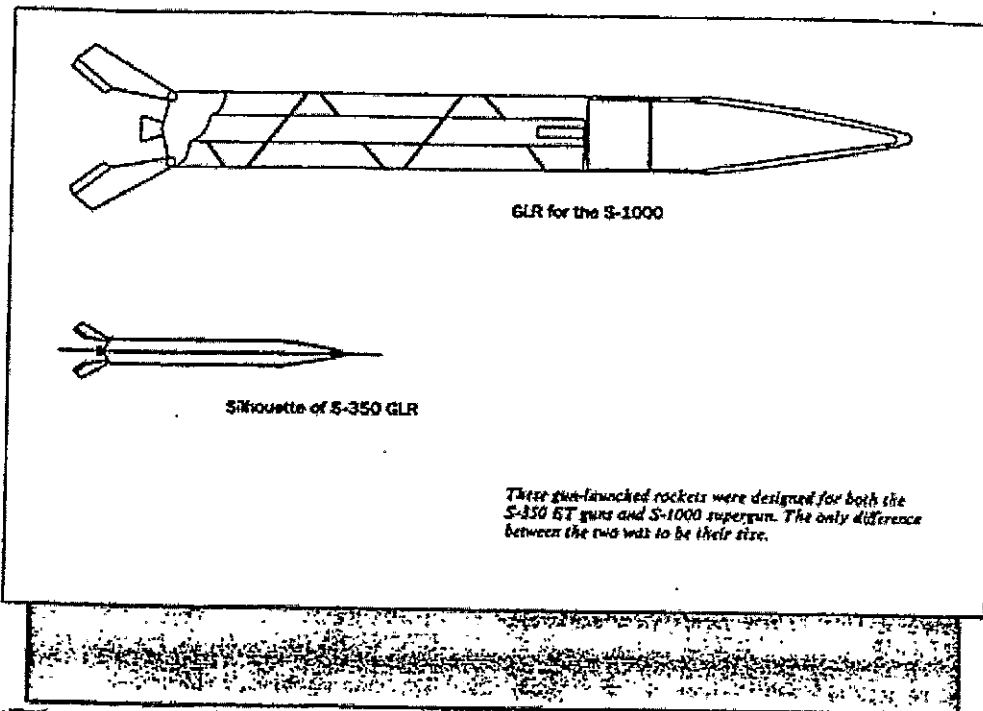 GLR for the S-1000
Silhouette of S-350 GLR
These gun-launched rockets were designed for both the
S-350 ET guns and S-1000 supergun. The only difference
between the two was to be their size.